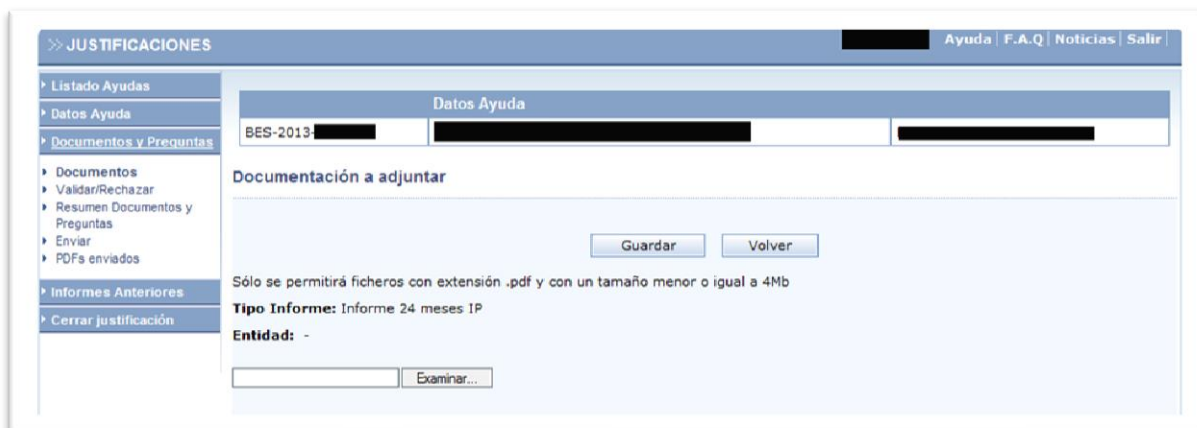 >> JUSTIFICACIONES
Ayuda | F.A.Q | Noticias | Salir |
Listado Ayudas
Datos Ayuda
Documentos y Preguntas
Documentos
Validar/Rechazar
Resumen Documentos y
Preguntas
Enviar
PDFs enviados
Informes Anteriores
Cerrar justificación
Datos Ayuda
BES-2013-
Documentación a adjuntar
Guardar Volver
Sólo se permitirá ficheros con extensión .pdf y con un tamaño menor o igual a 4Mb
Tipo Informe: Informe 24 meses IP
Entidad: -
Examinar...